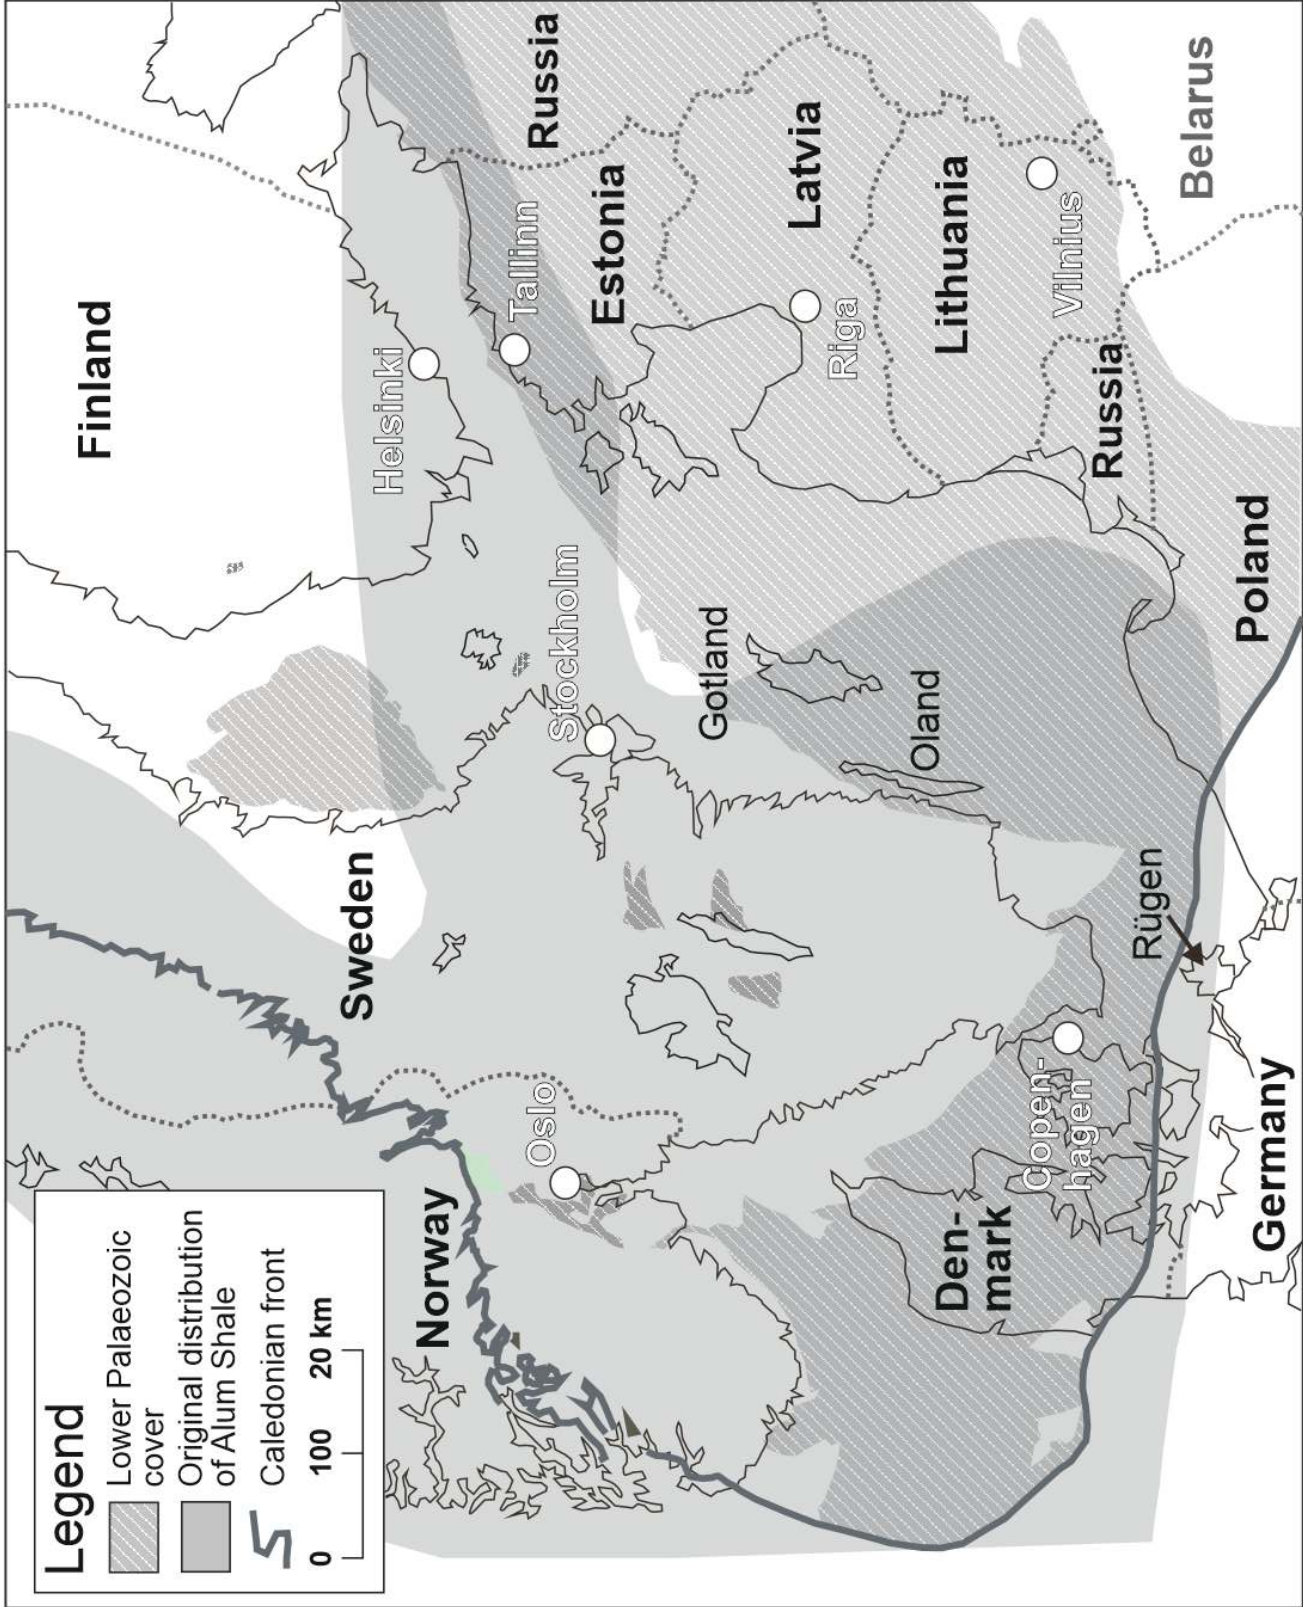 Legend
Lower Palaeozoic
cover
Original distribution
of Alum Shale
Caledonian front
0 100 20 km
Norway
Sweden
Finland
Helsinki
Oslo
Stockholm
Tallinn
Russia
Estonia
Gotland
Riga
Latvia
Den-
mark
Copen-
hagen
Oland
Lithuania
Vilnius
Rügen
Russia
Belarus
Germany
Poland